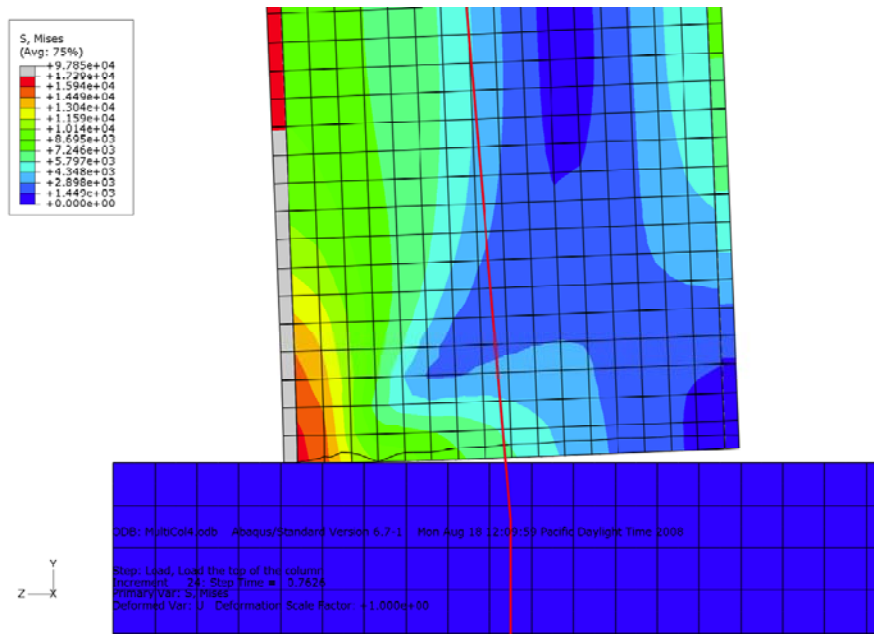 S, Mises
(Avg: 75%)
+9.785e+04
+1.739e+04
+1.594e+04
+1.449e+04
+1.304e+04
+1.159e+04
+1.014e+04
+8.695e+03
+7.246e+03
+5.797e+03
+4.348e+03
+2.898e+03
+1.449e+03
+0.000e+00
ODB: MultiCol4.odb Abaqus/Standard Version 6.7-1 Mon Aug 18 12:09:59 Pacific Daylight Time 2008
Y
Z
X
Step: Load, Load the top of the column
Increment 24: Step Time = 0.7626
Primary Var: S, Mises
Deformed Var: U Deformation Scale Factor: +1.000e+00